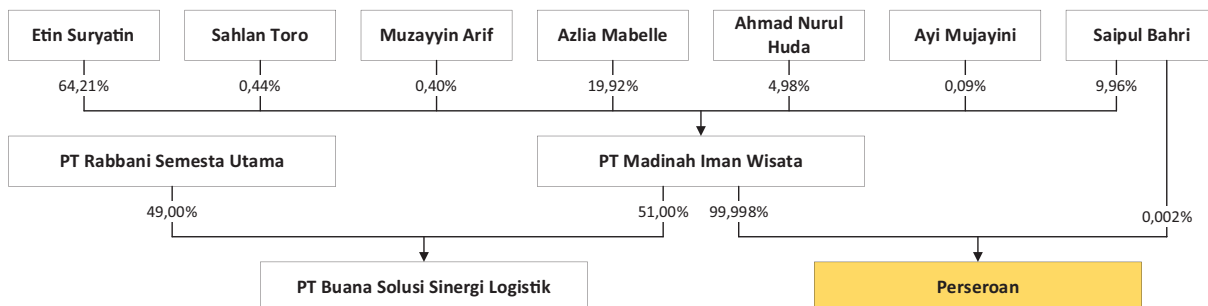 Etin Suryatin
Sahlan Toro
Muzayyin Arif
Azlia Mabelle
Ahmad Nurul
Huda
Ayi Mujayini
Saipul Bahri
64,21%
0,44%
0,40%
19,92%
4,98%
0,09%
9,96%
PT Rabbani Semesta Utama
PT Madinah Iman Wisata
49,00%
51,00%
99,998%
0,002%
PT Buana Solusi Sinergi Logistik
Perseroan